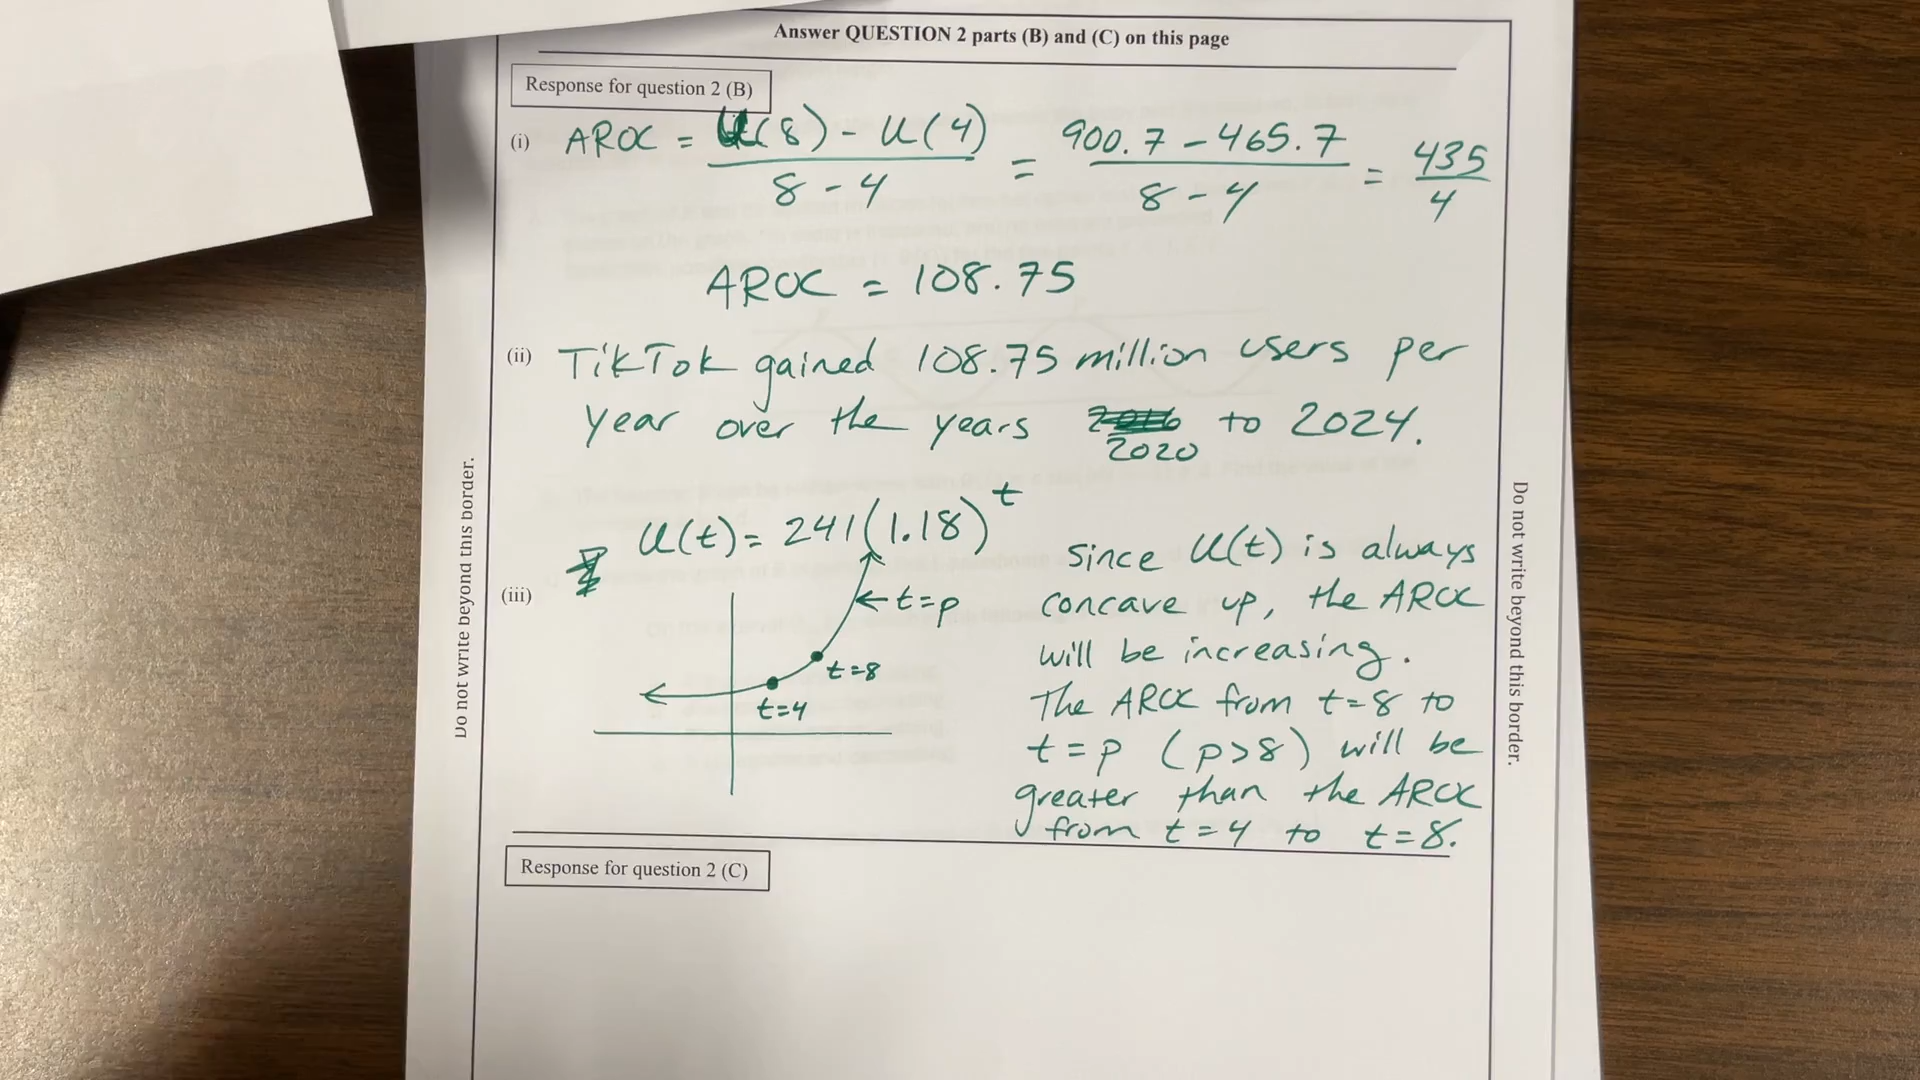 Answer QUESTION 2 parts (B) and (C) on this page
Response for question 2 (B)
(i) AROC = U(8) - U(4) / 8 - 4 = 900.7 - 465.7 / 8 - 4 = 435 / 4
AROC = 108.75
(ii) TikTok gained 108.75 million users per
year over the years 2020 to 2024.
U(t) = 241(1.18)^t
(iii)
t=p
t=8
t=4
Since U(t) is always
concave up, the AROC
will be increasing.
The AROC from t=8 to
t=p (p>8) will be
greater than the AROC
from t=4 to t=8.
Response for question 2 (C)
Do not write beyond this border.
Do not write beyond this border.